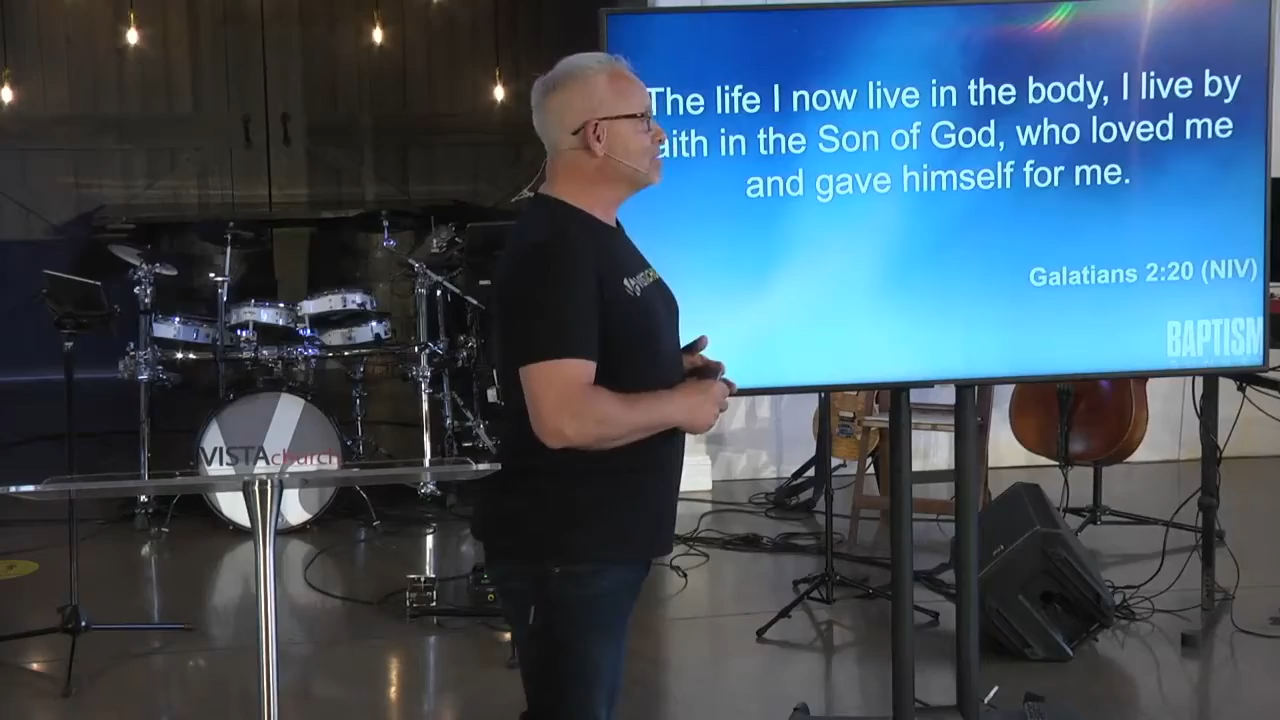 The life I now live in the body, I live by
aith in the Son of God, who loved me
and gave himself for me.
Galatians 2:20 (NIV)
BAPTISM
VISTAchurch